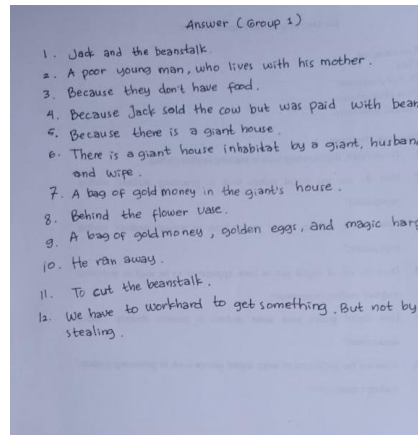 Answer (Group 1)
1. Jack and the beanstalk.
2. A poor young man, who lives with his mother.
3. Because they don't have food.
4. Because Jack sold the cow but was paid with bean
5. Because there is a giant house.
6. There is a giant house inhabitat by a giant, husban
and wipe.
7. A bag of gold money in the giant's house.
8. Behind the flower vase.
9. A bag of gold money, golden eggs, and magic harp
10. He ran away.
11. To cut the beanstalk.
12. We have to workhard to get something. But not by
stealing.